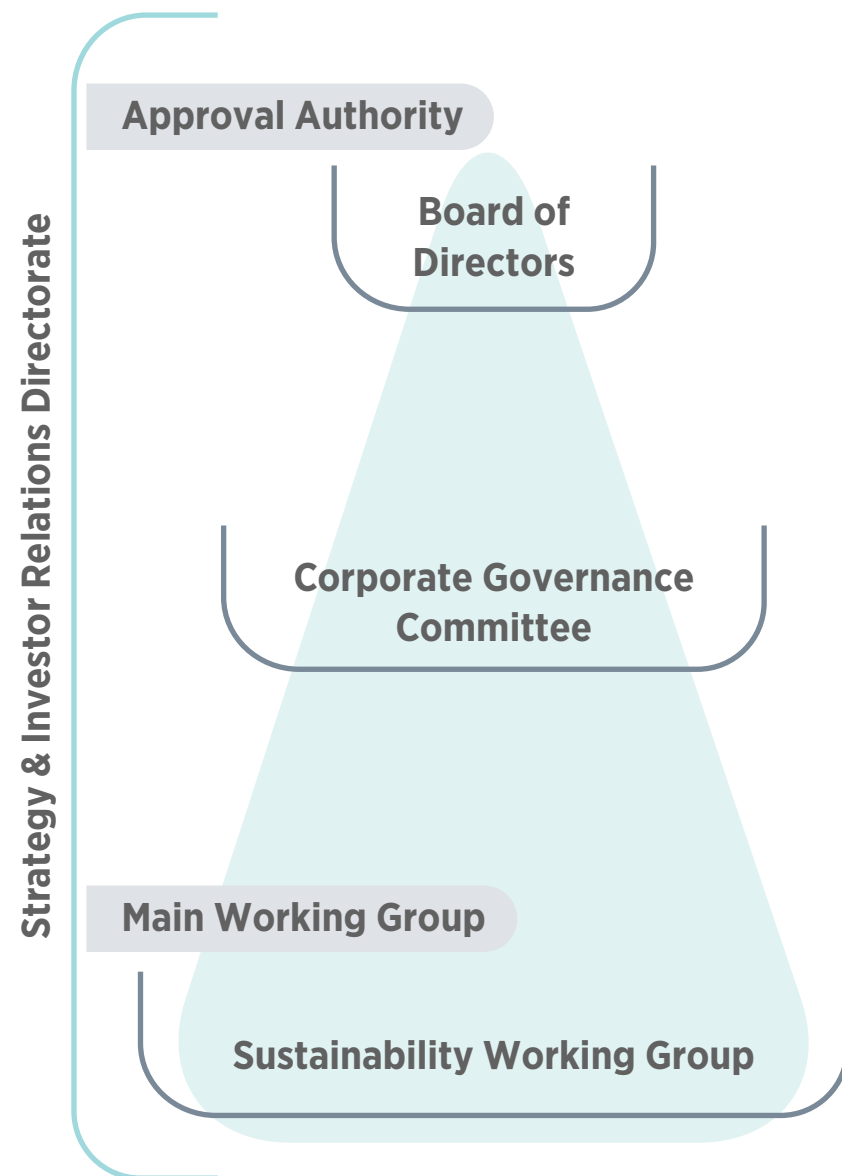 Strategy & Investor Relations Directorate
Approval Authority
Board of
Directors
Corporate Governance
Committee
Main Working Group
Sustainability Working Group